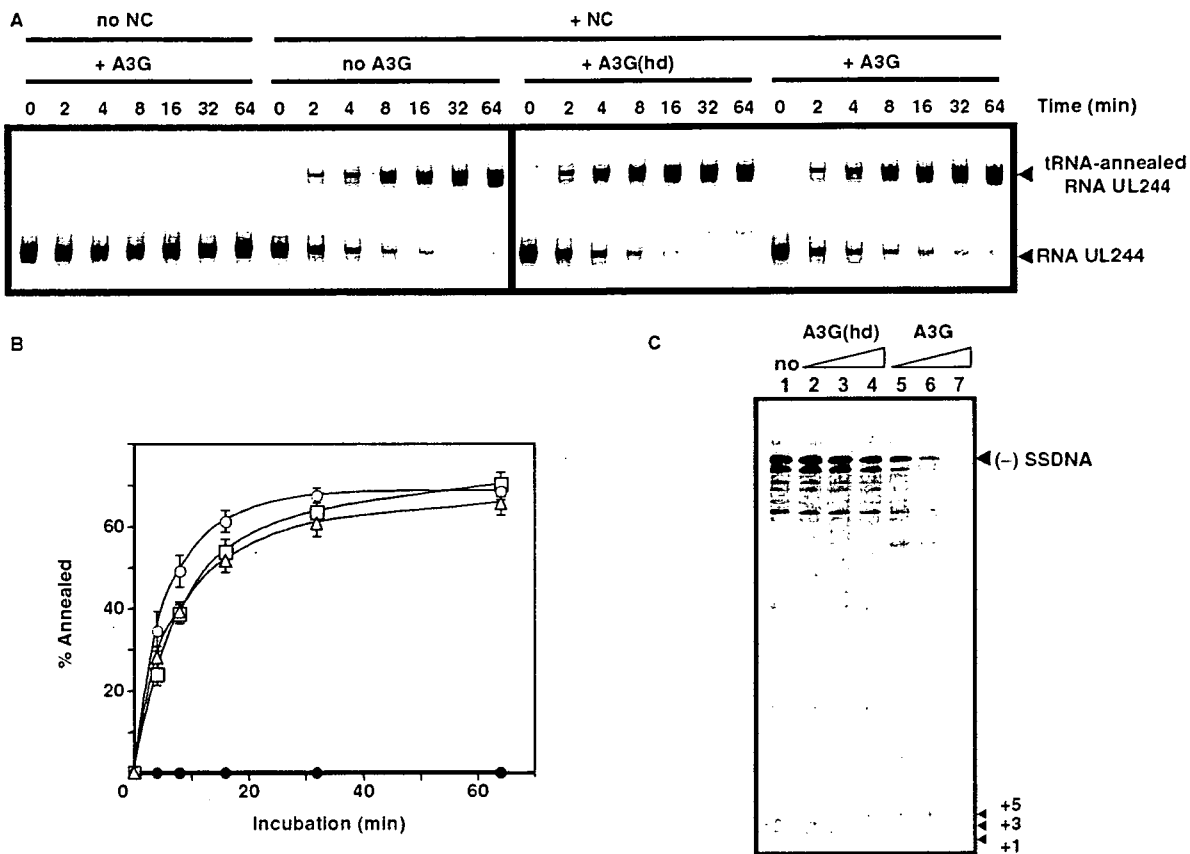 A
no NC
+ NC
+ A3G
no A3G
+ A3G(hd)
+ A3G
0 2 4 8 16 32 64 0 2 4 8 16 32 64 0 2 4 8 16 32 64 0 2 4 8 16 32 64 Time (min)
tRNA-annealed
RNA UL244
RNA UL244
B
% Annealed
60
40
20
0 20 40 60
Incubation (min)
C
A3G(hd) A3G
no
1 2 3 4 5 6 7
(–) SSDNA
+5
+3
+1